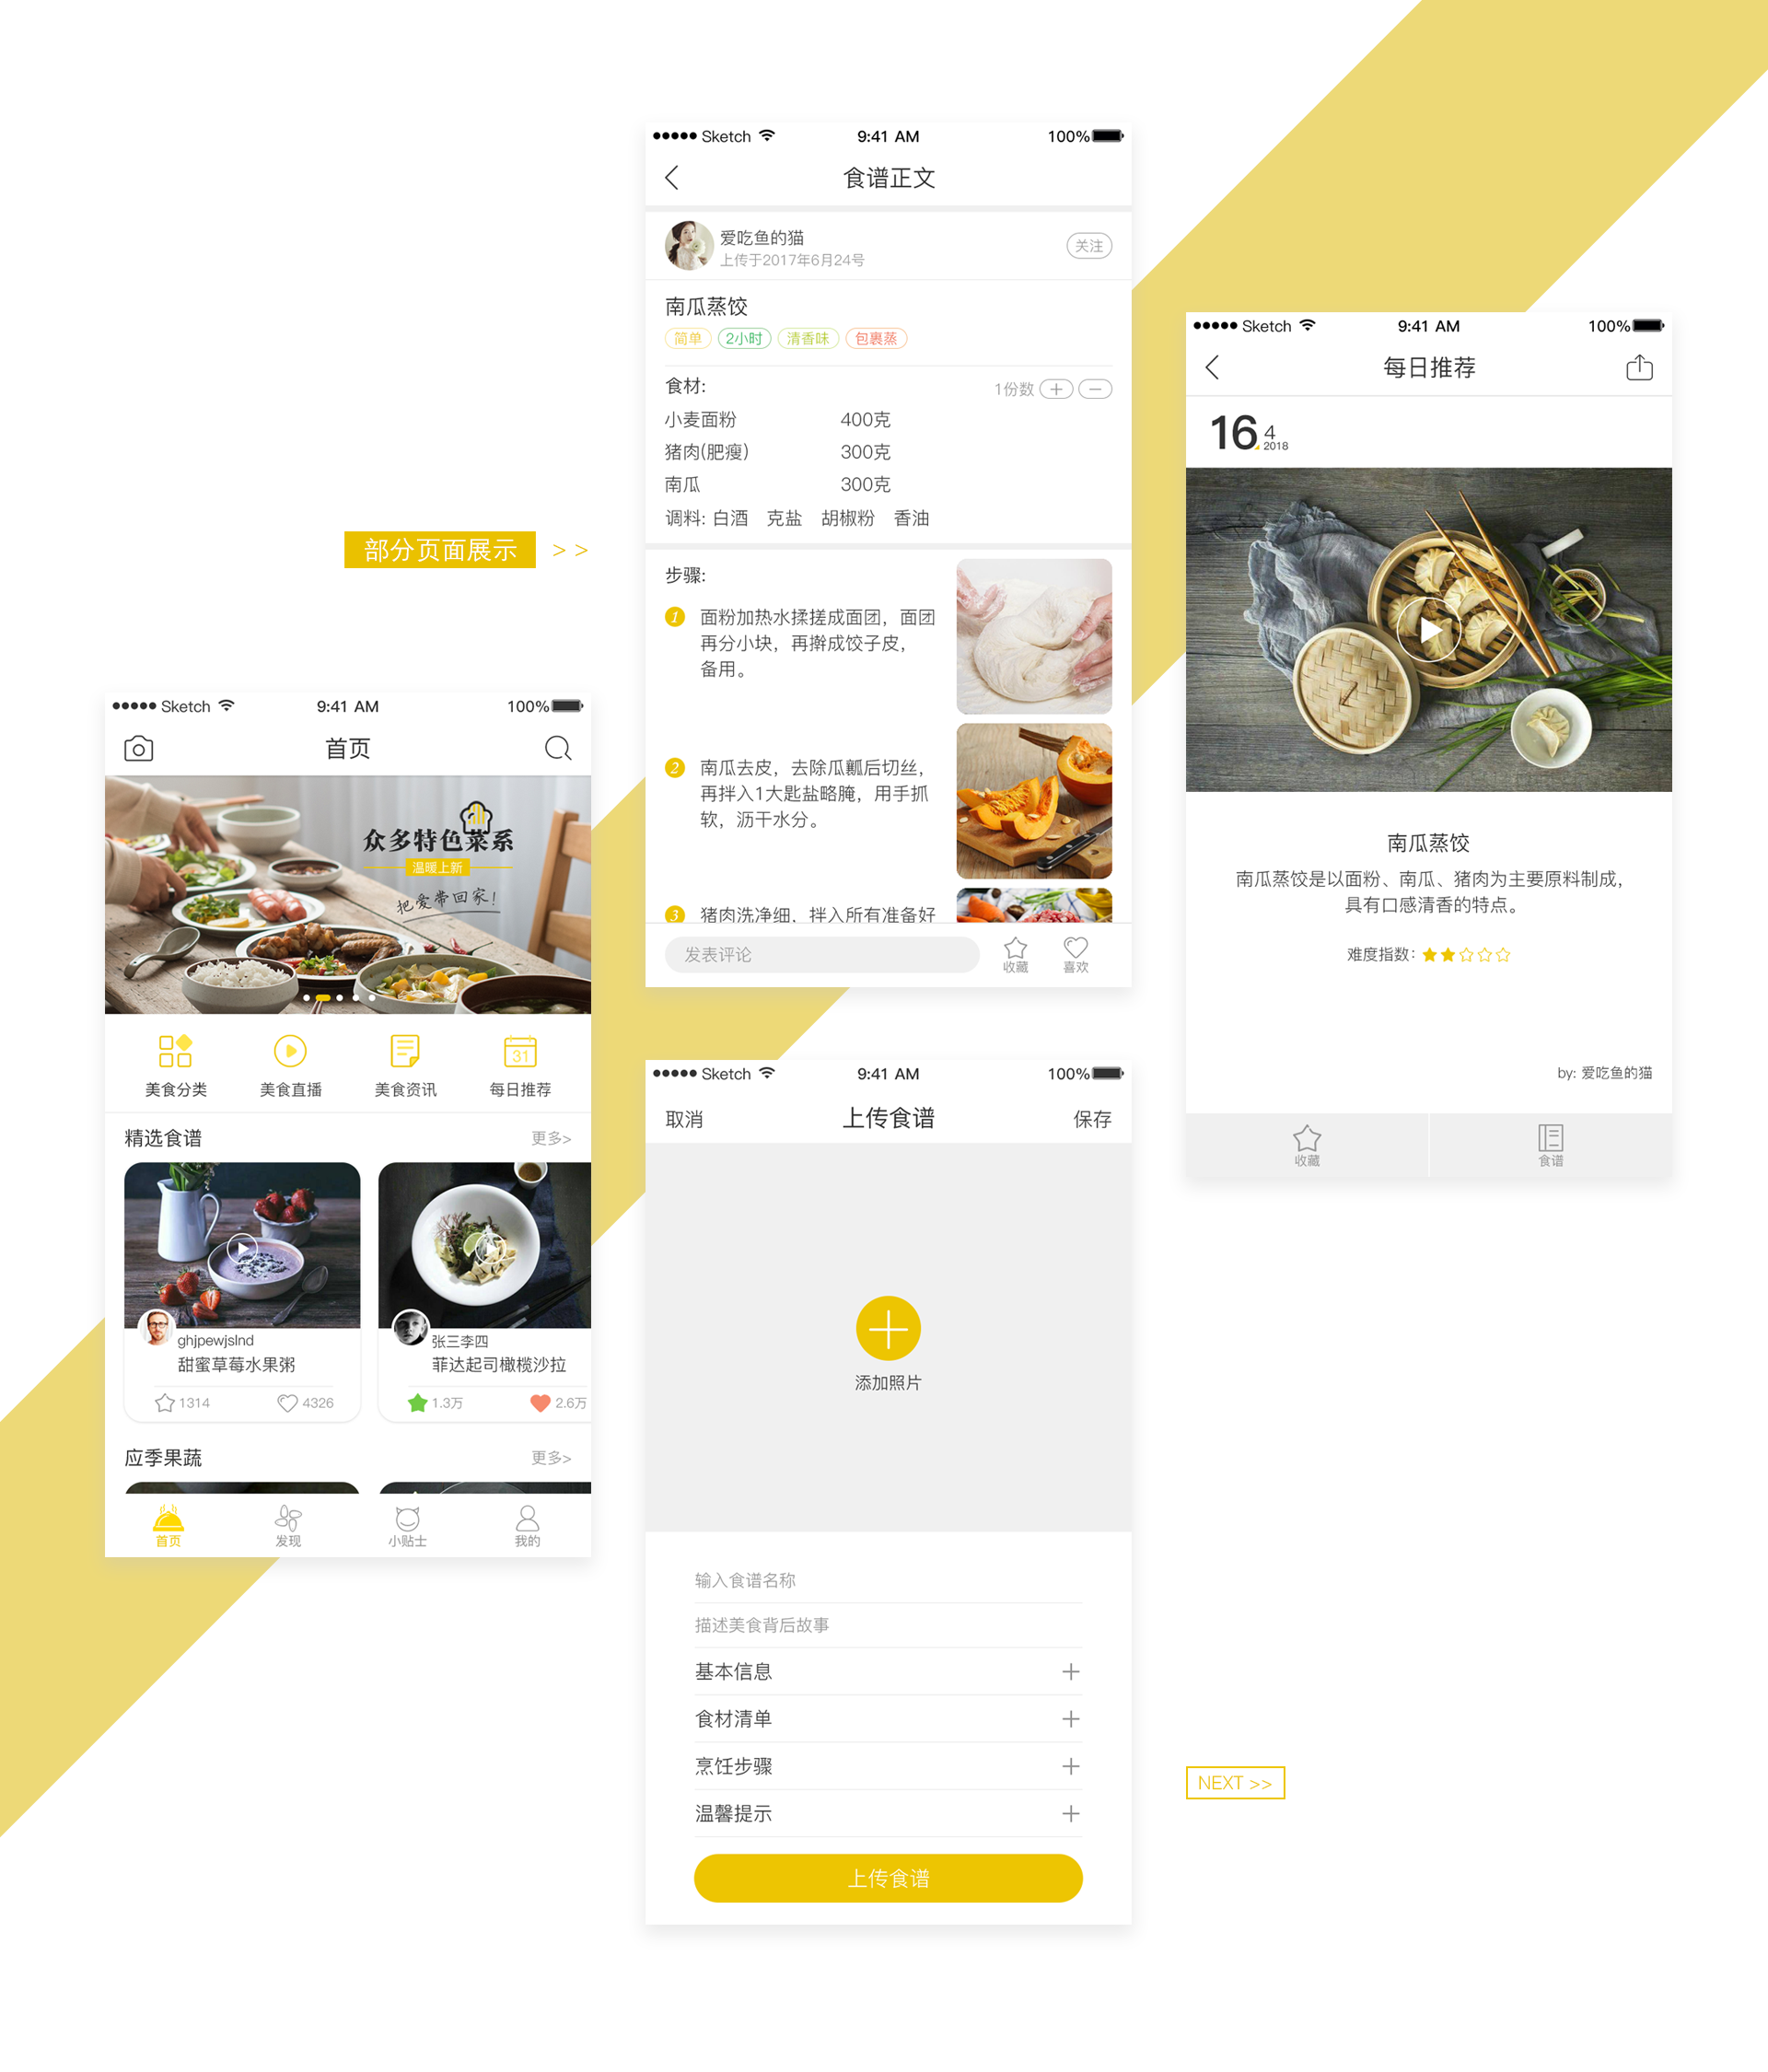 部分页面展示 > >
Sketch 9:41 AM 100%
首页
众多特色菜系
温暖上新
把爱带回家!
美食分类 美食直播 美食资讯 每日推荐
31
精选食谱 更多>
ghjpewjslnd
甜蜜草莓水果粥
1314 4326
张三李四
菲达起司橄榄沙拉
1.3万 2.6万
应季果蔬 更多>
首页 发现 小贴士 我的
Sketch 9:41 AM 100%
食谱正文
爱吃鱼的猫
上传于2017年6月24号
关注
南瓜蒸饺
简单 2小时 清香味 包裹蒸
食材: 1份数
小麦面粉 400克
猪肉(肥瘦) 300克
南瓜 300克
调料: 白酒 克盐 胡椒粉 香油
步骤:
1 面粉加热水揉搓成面团，面团
再分小块，再擀成饺子皮，
备用。
2 南瓜去皮，去除瓜瓤后切丝，
再拌入1大匙盐略腌，用手抓
软，沥干水分。
3 猪肉洗净细，拌入所有准备好
发表评论 收藏 喜欢
Sketch 9:41 AM 100%
取消 上传食谱 保存
添加照片
输入食谱名称
描述美食背后故事
基本信息
食材清单
烹饪步骤
温馨提示
上传食谱
Sketch 9:41 AM 100%
每日推荐
16 4
2018
南瓜蒸饺
南瓜蒸饺是以面粉、南瓜、猪肉为主要原料制成，
具有口感清香的特点。
难度指数:
by: 爱吃鱼的猫
收藏 食谱
NEXT >>